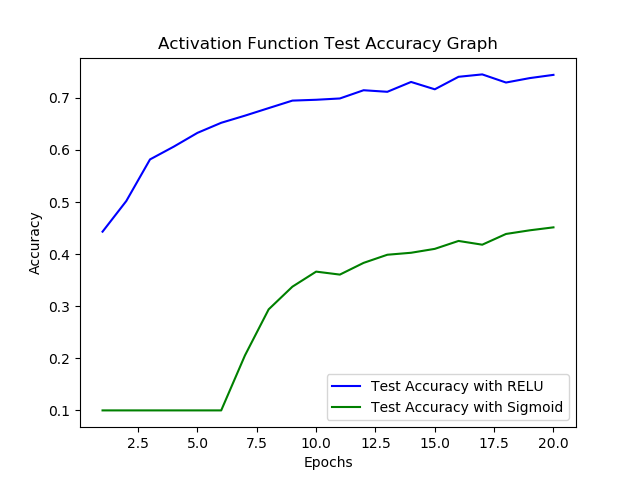 Activation Function Test Accuracy Graph
Accuracy
0.7
0.6
0.5
0.4
0.3
0.2
0.1
Test Accuracy with RELU
Test Accuracy with Sigmoid
2.5 5.0 7.5 10.0 12.5 15.0 17.5 20.0
Epochs